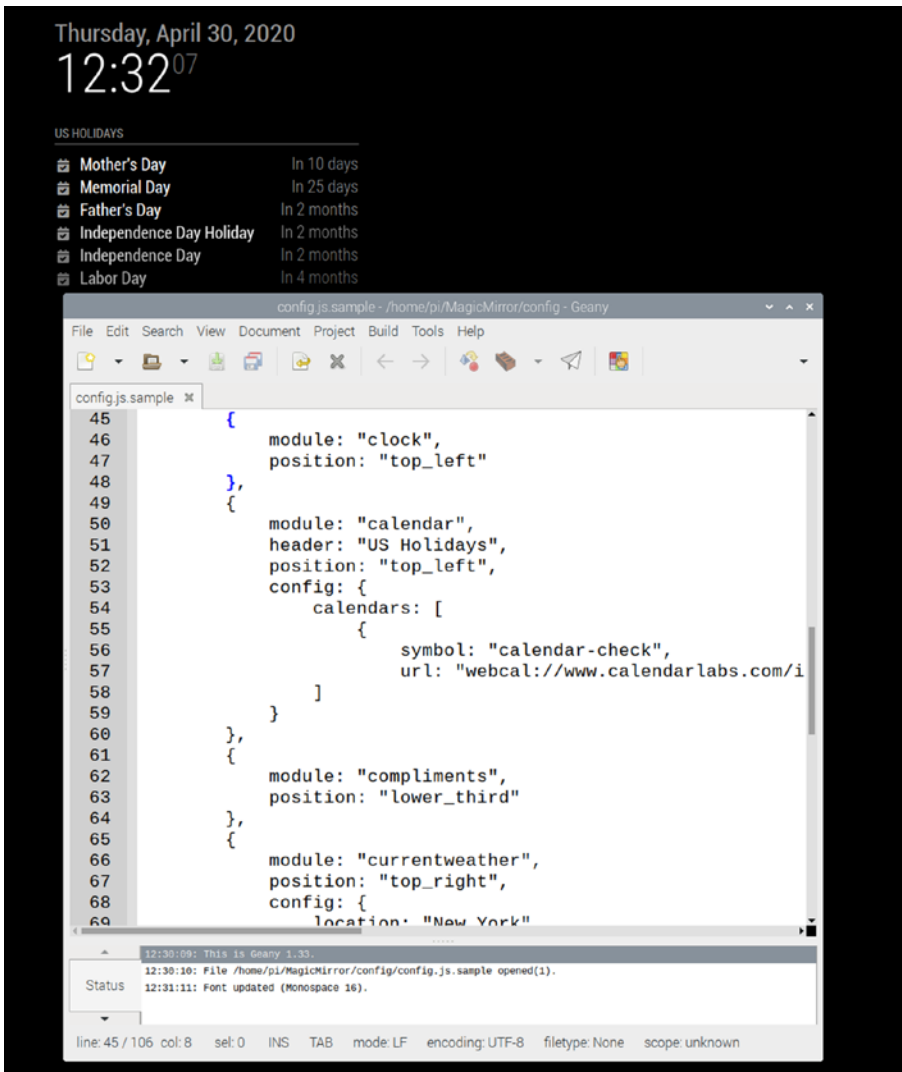 Thursday, April 30, 2020
12:32 07
US HOLIDAYS
Mother's Day In 10 days
Memorial Day In 25 days
Father's Day In 2 months
Independence Day Holiday In 2 months
Independence Day In 2 months
Labor Day In 4 months
config.js.sample - /home/pi/MagicMirror/config - Geany
File Edit Search View Document Project Build Tools Help
config.js.sample
45 {
46 module: "clock",
47 position: "top_left"
48 },
49 {
50 module: "calendar",
51 header: "US Holidays",
52 position: "top_left",
53 config: {
54 calendars: [
55 {
56 symbol: "calendar-check",
57 url: "webcal://www.calendarlabs.com/i
58 ]
59 }
60 },
61 {
62 module: "compliments",
63 position: "lower_third"
64 },
65 {
66 module: "currentweather",
67 position: "top_right",
68 config: {
69 location: "New York"
12:30:09: This is Geany 1.33.
12:30:10: File /home/pi/MagicMirror/config/config.js.sample opened(1).
Status
12:31:11: Font updated (Monospace 16).
line: 45 / 106 col: 8 sel: 0 INS TAB mode: LF encoding: UTF-8 filetype: None scope: unknown